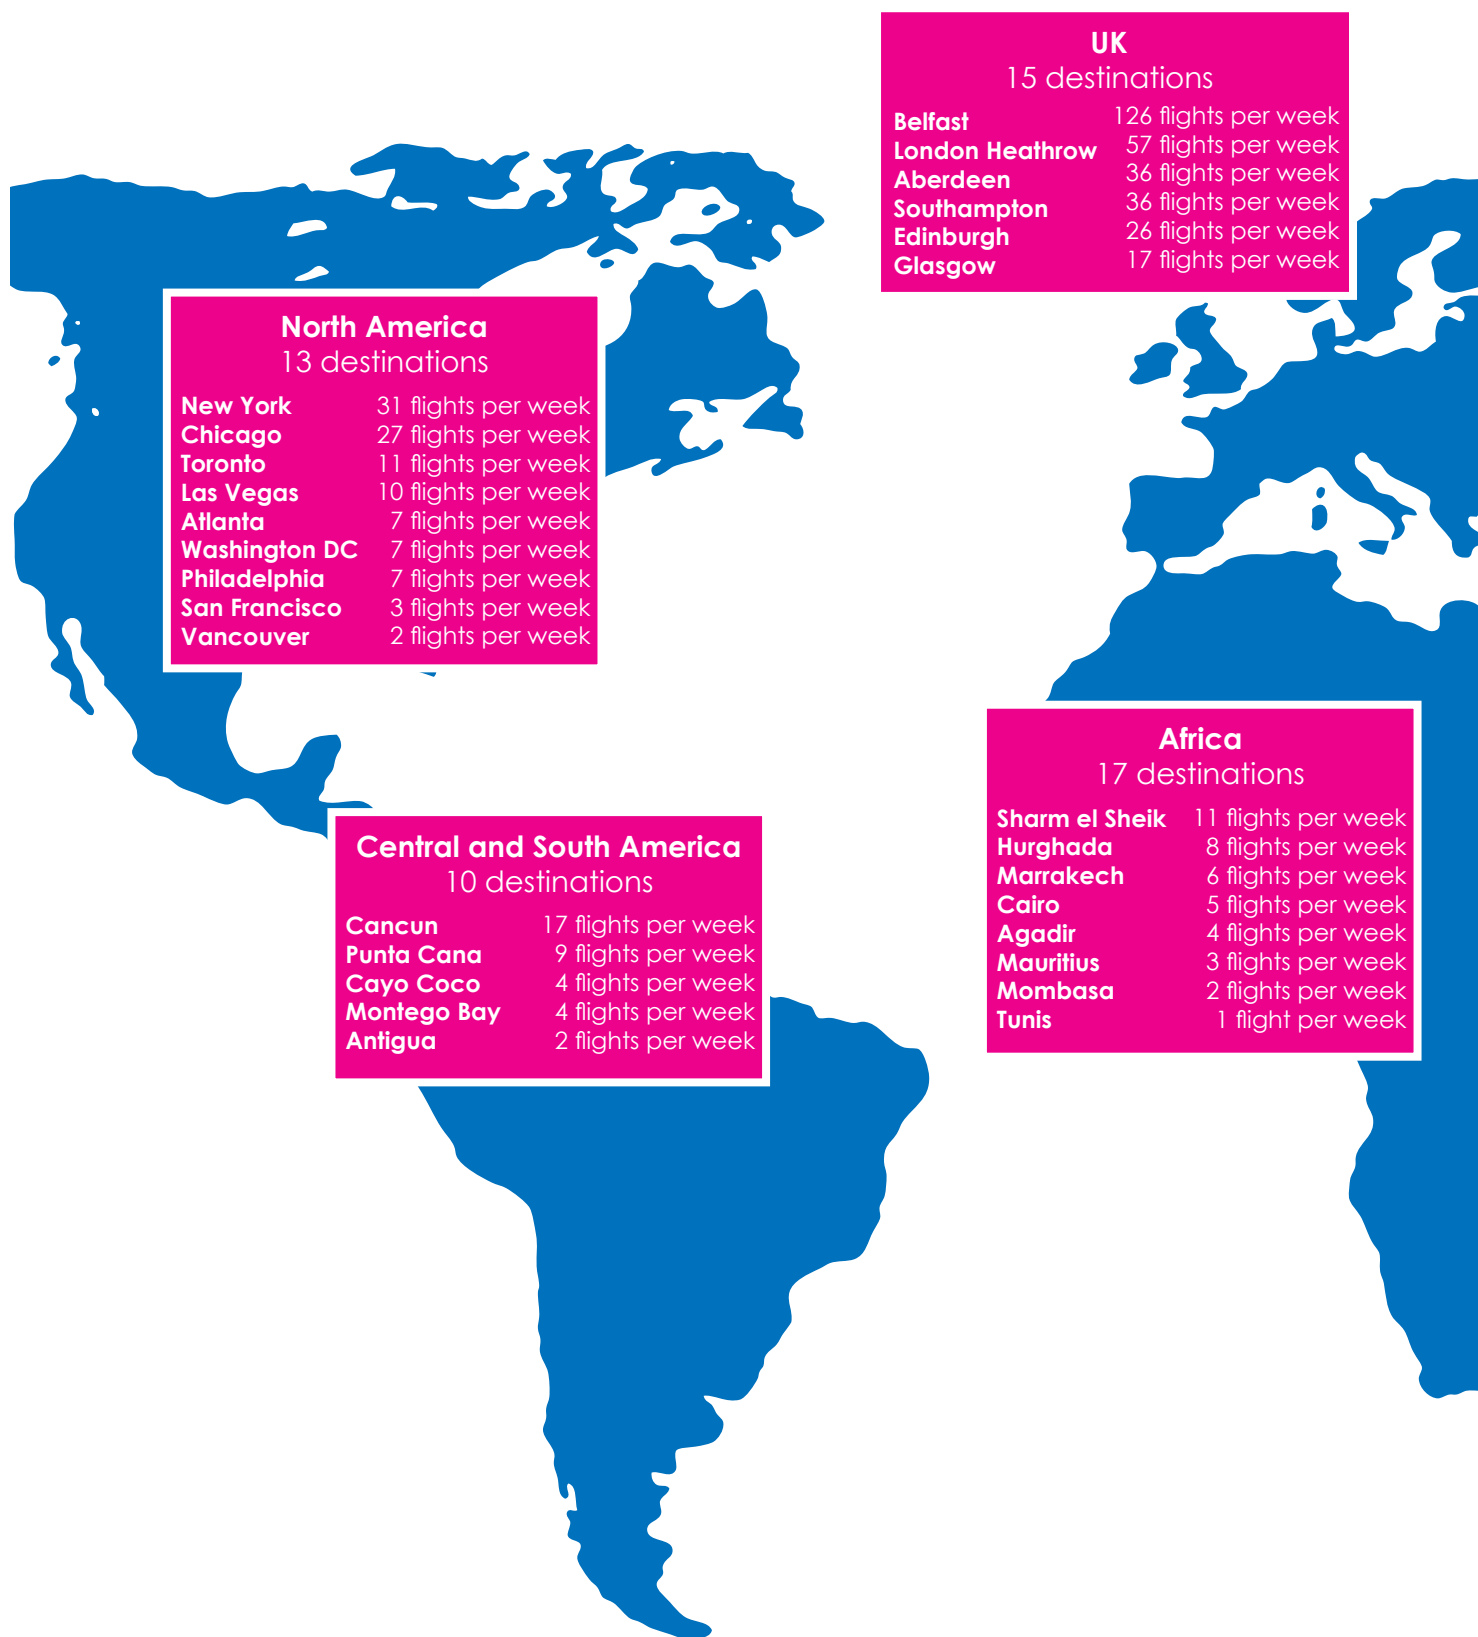 UK
15 destinations
Belfast 126 flights per week
London Heathrow 57 flights per week
Aberdeen 36 flights per week
Southampton 36 flights per week
Edinburgh 26 flights per week
Glasgow 17 flights per week
North America
13 destinations
New York 31 flights per week
Chicago 27 flights per week
Toronto 11 flights per week
Las Vegas 10 flights per week
Atlanta 7 flights per week
Washington DC 7 flights per week
Philadelphia 7 flights per week
San Francisco 3 flights per week
Vancouver 2 flights per week
Africa
17 destinations
Sharm el Sheik 11 flights per week
Hurghada 8 flights per week
Marrakech 6 flights per week
Cairo 5 flights per week
Agadir 4 flights per week
Mauritius 3 flights per week
Mombasa 2 flights per week
Tunis 1 flight per week
Central and South America
10 destinations
Cancun 17 flights per week
Punta Cana 9 flights per week
Cayo Coco 4 flights per week
Montego Bay 4 flights per week
Antigua 2 flights per week